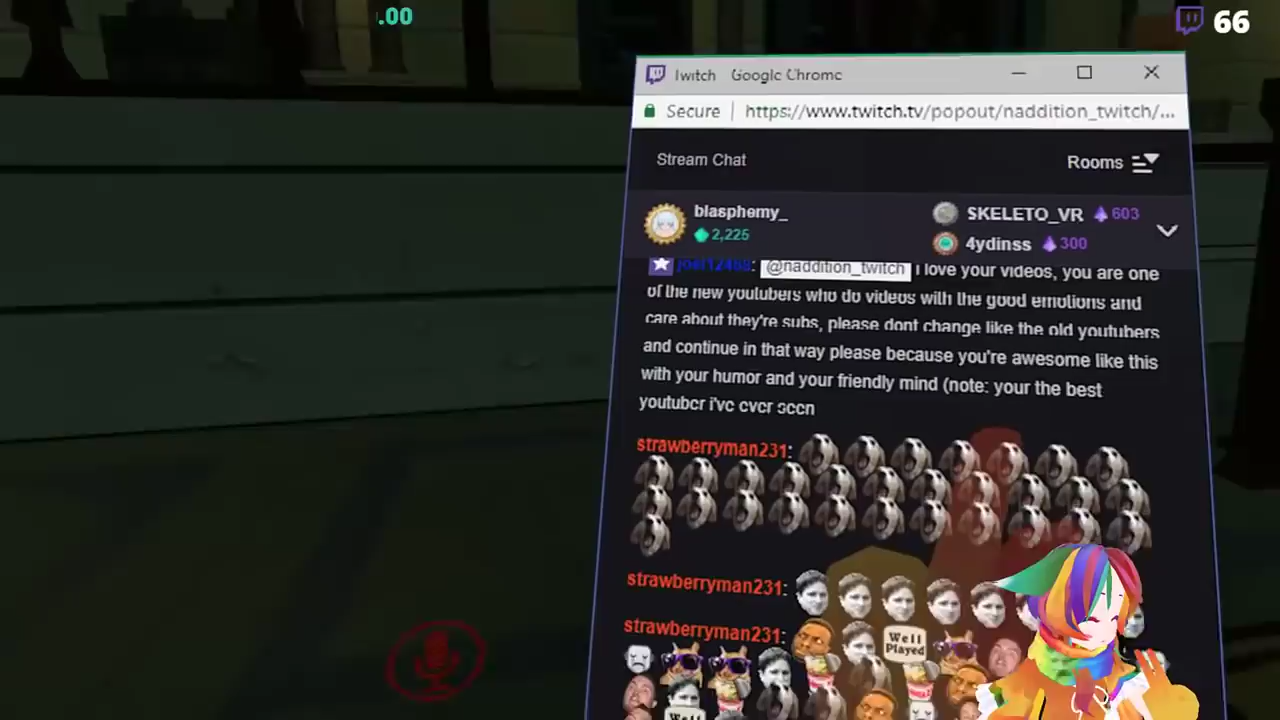 .00
66
Twitch - Google Chrome
Secure | https://www.twitch.tv/popout/naddition_twitch/...
Stream Chat
Rooms
blasphemy_
2,225
SKELETO_VR 603
4ydinss 300
@naddition_twitch i love your videos, you are one
of the new youtubers who do videos with the good emotions and
care about they're subs, please dont change like the old youtubers
and continue in that way please because you're awesome like this
with your humor and your friendly mind (note: your the best
youtuber i've ever seen
strawberryman231:
strawberryman231:
strawberryman231:
Well
Played
Well